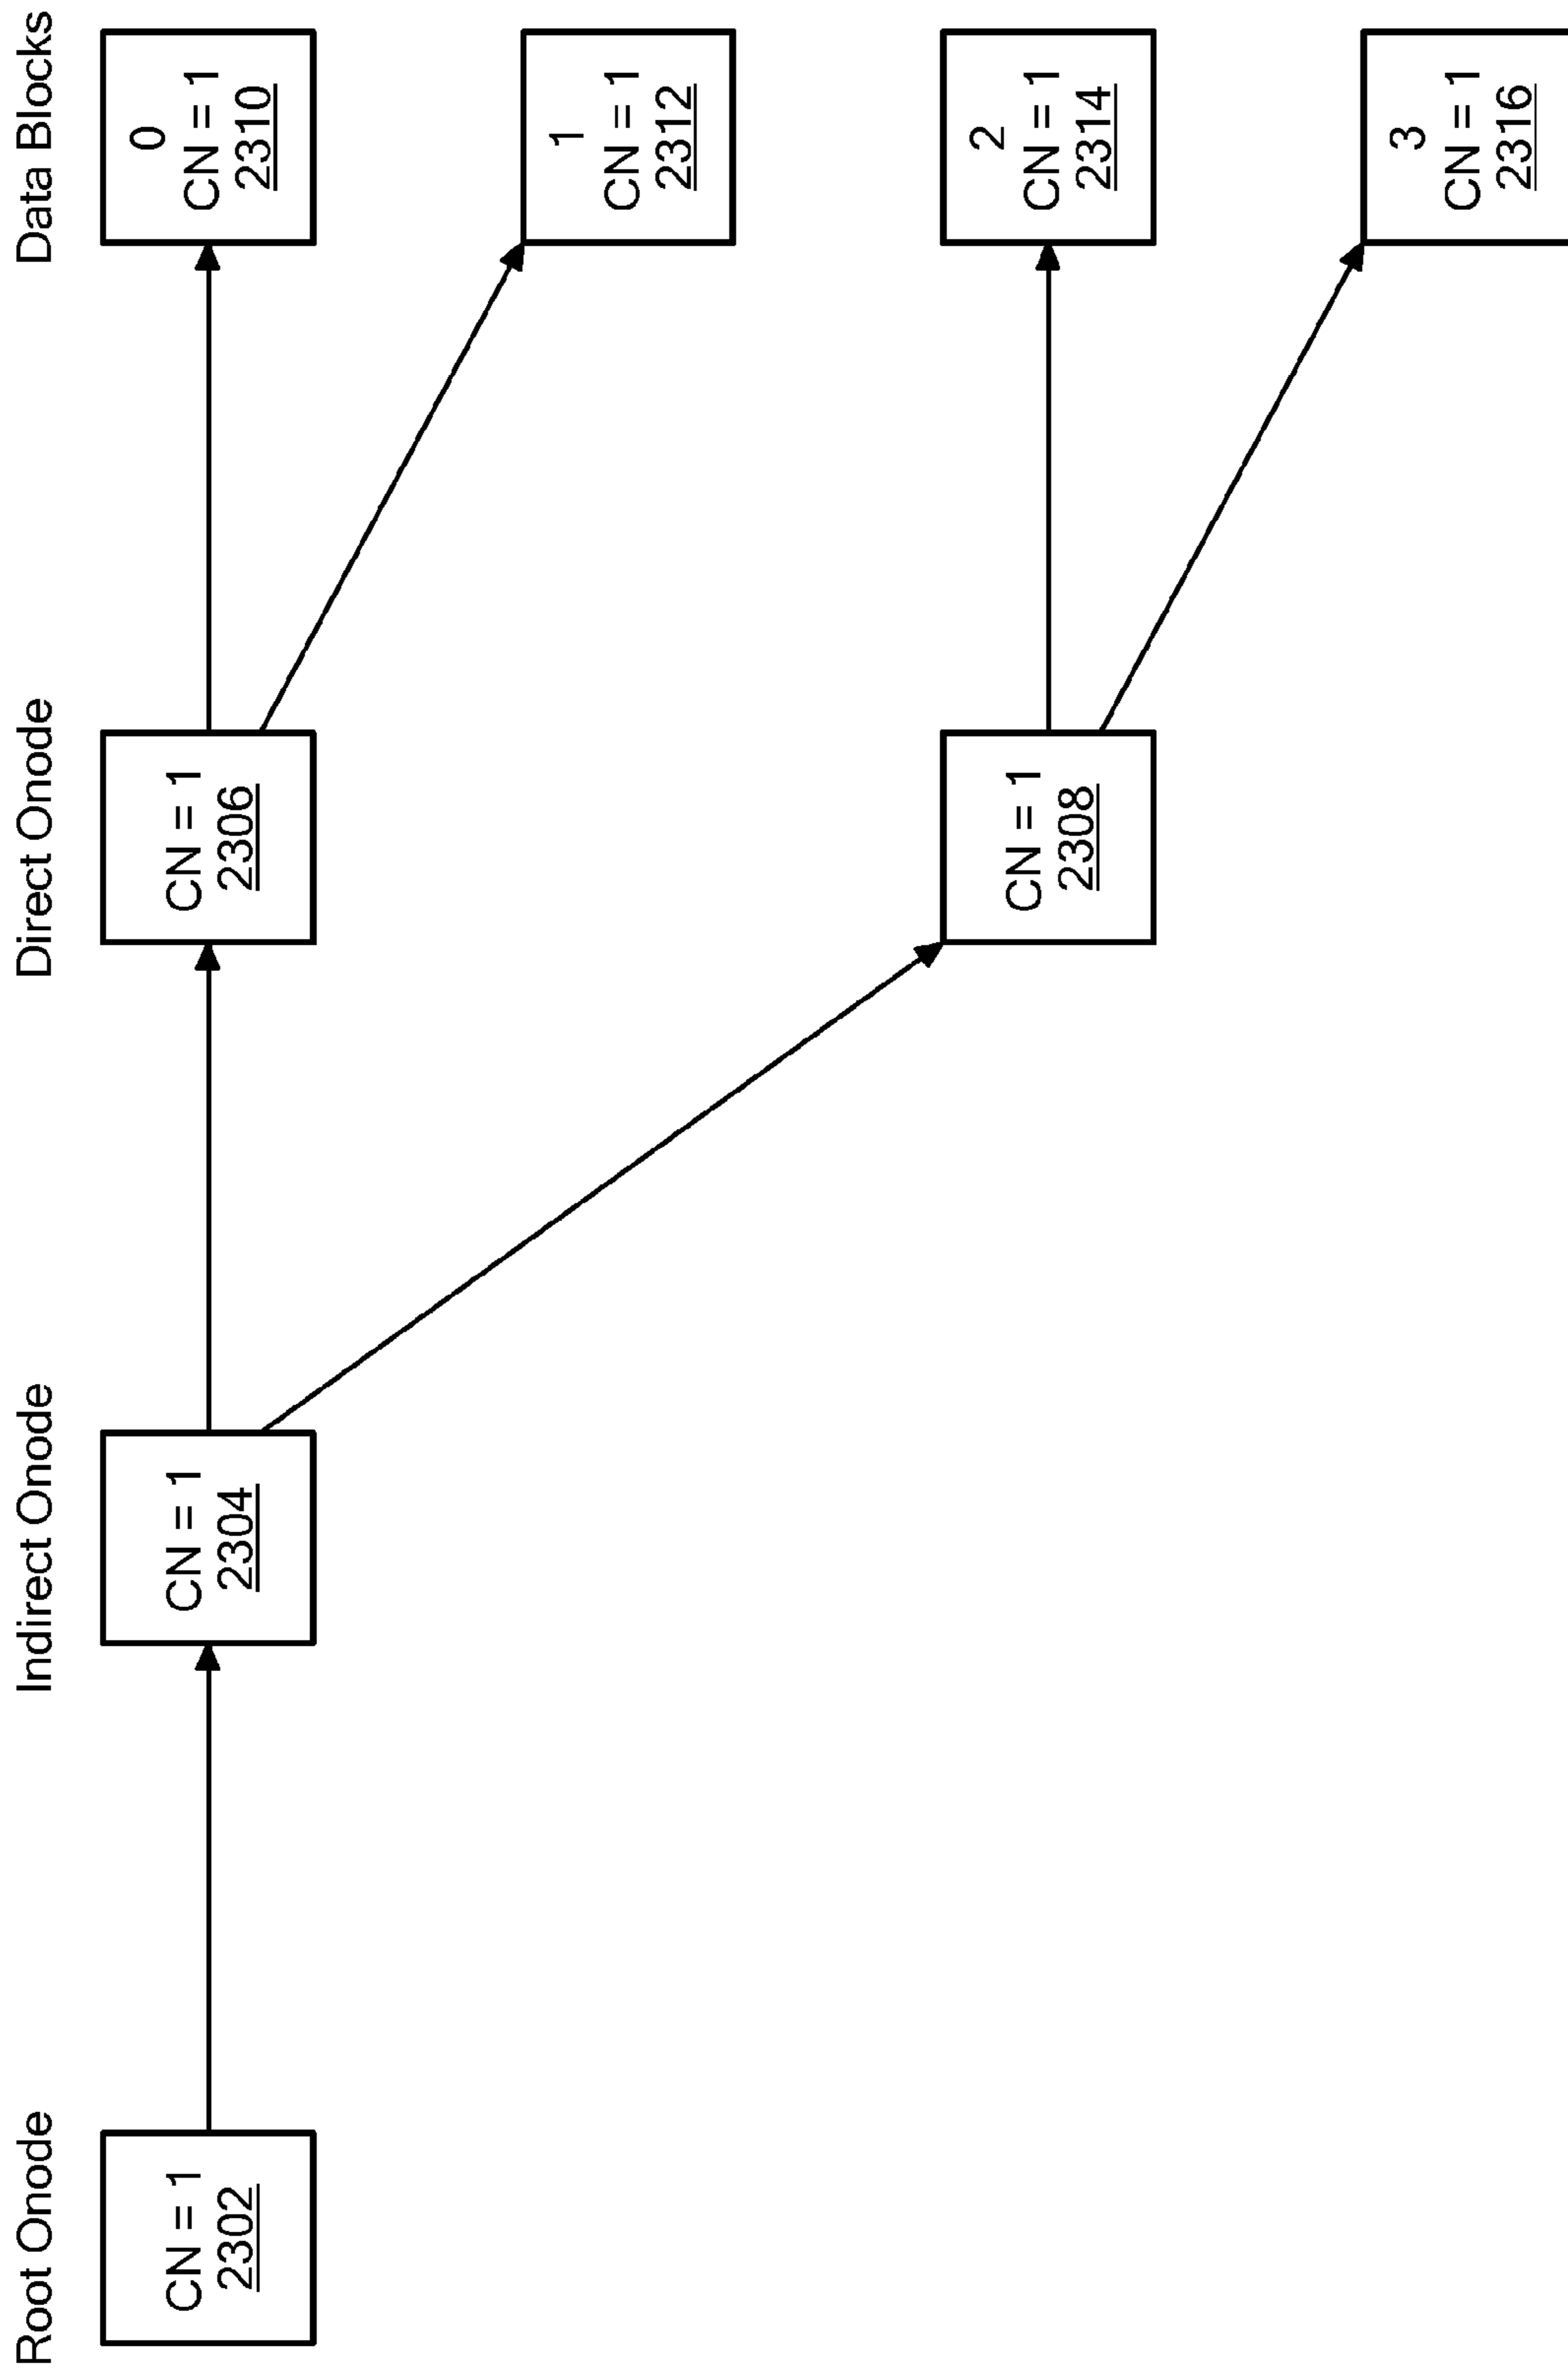 Root Onode
Indirect Onode
Direct Onode
Data Blocks
CN = 1
2302
CN = 1
2304
CN = 1
2306
0
CN = 1
2310
1
CN = 1
2312
CN = 1
2308
2
CN = 1
2314
3
CN = 1
2316